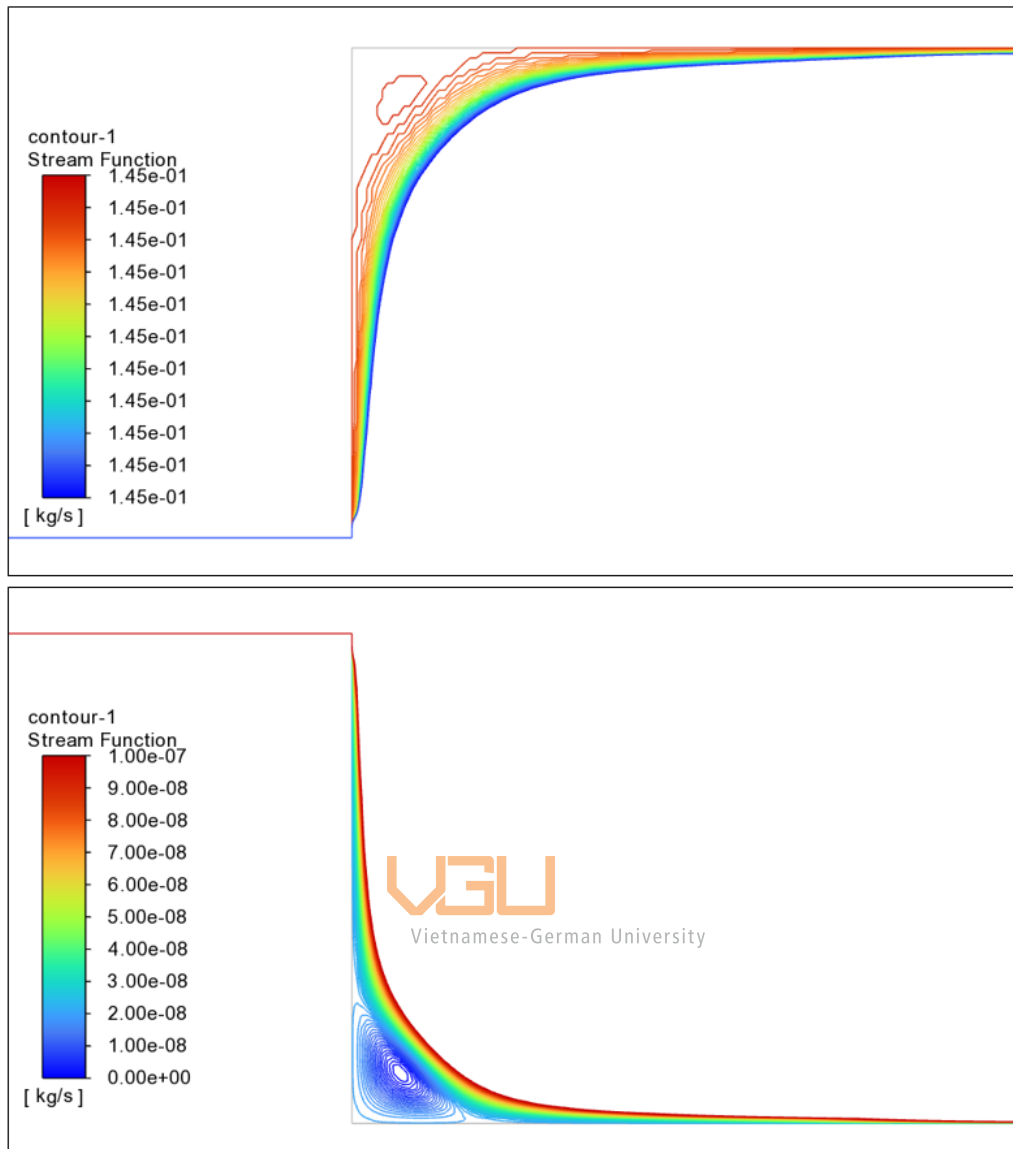 contour-1
Stream Function
1.45e-01
1.45e-01
1.45e-01
1.45e-01
1.45e-01
1.45e-01
1.45e-01
1.45e-01
1.45e-01
1.45e-01
1.45e-01
[ kg/s ]
contour-1
Stream Function
1.00e-07
9.00e-08
8.00e-08
7.00e-08
6.00e-08
5.00e-08
4.00e-08
3.00e-08
2.00e-08
1.00e-08
0.00e+00
[ kg/s ]
VGU
Vietnamese-German University